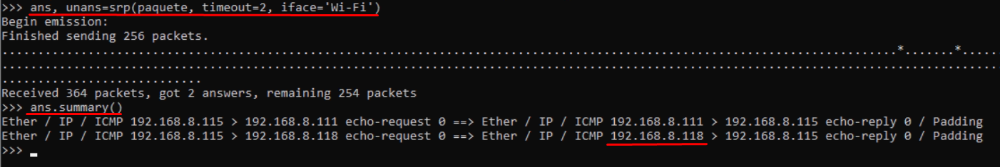 >>> ans, unans=srp(paquete, timeout=2, iface='Wi-Fi')
Begin emission:
Finished sending 256 packets.
.............................................................................................................................*.......*.....
...........................................................................................................................................
............................
Received 364 packets, got 2 answers, remaining 254 packets
>>> ans.summary()
Ether / IP / ICMP 192.168.8.115 > 192.168.8.111 echo-request 0 ==> Ether / IP / ICMP 192.168.8.111 > 192.168.8.115 echo-reply 0 / Padding
Ether / IP / ICMP 192.168.8.115 > 192.168.8.118 echo-request 0 ==> Ether / IP / ICMP 192.168.8.118 > 192.168.8.115 echo-reply 0 / Padding
>>> _